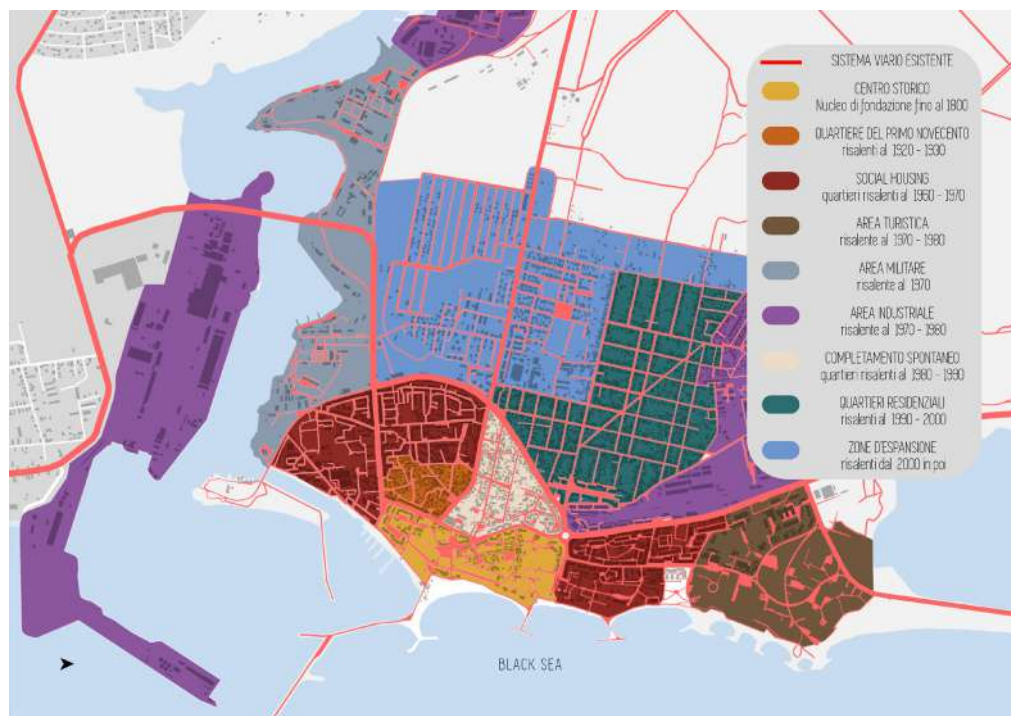 SISTEMA VIARIO ESISTENTE
CENTRO STORICO
Nucleo di fondazione fino al 1800
QUARTIERE DEL PRIMO NOVECENTO
risalenti al 1920 - 1930
SOCIAL HOUSING
quartieri risalenti al 1960 - 1970
AREA TURISTICA
risalente al 1970 - 1980
AREA MILITARE
risalente al 1970
AREA INDUSTRIALE
risalente al 1970 - 1980
COMPLETAMENTO SPONTANEO
quartieri risalenti al 1980 - 1990
QUARTIERI RESIDENZIALI
risalenti al 1990 - 2000
ZONE D'ESPANSIONE
risalenti dal 2000 in poi
BLACK SEA